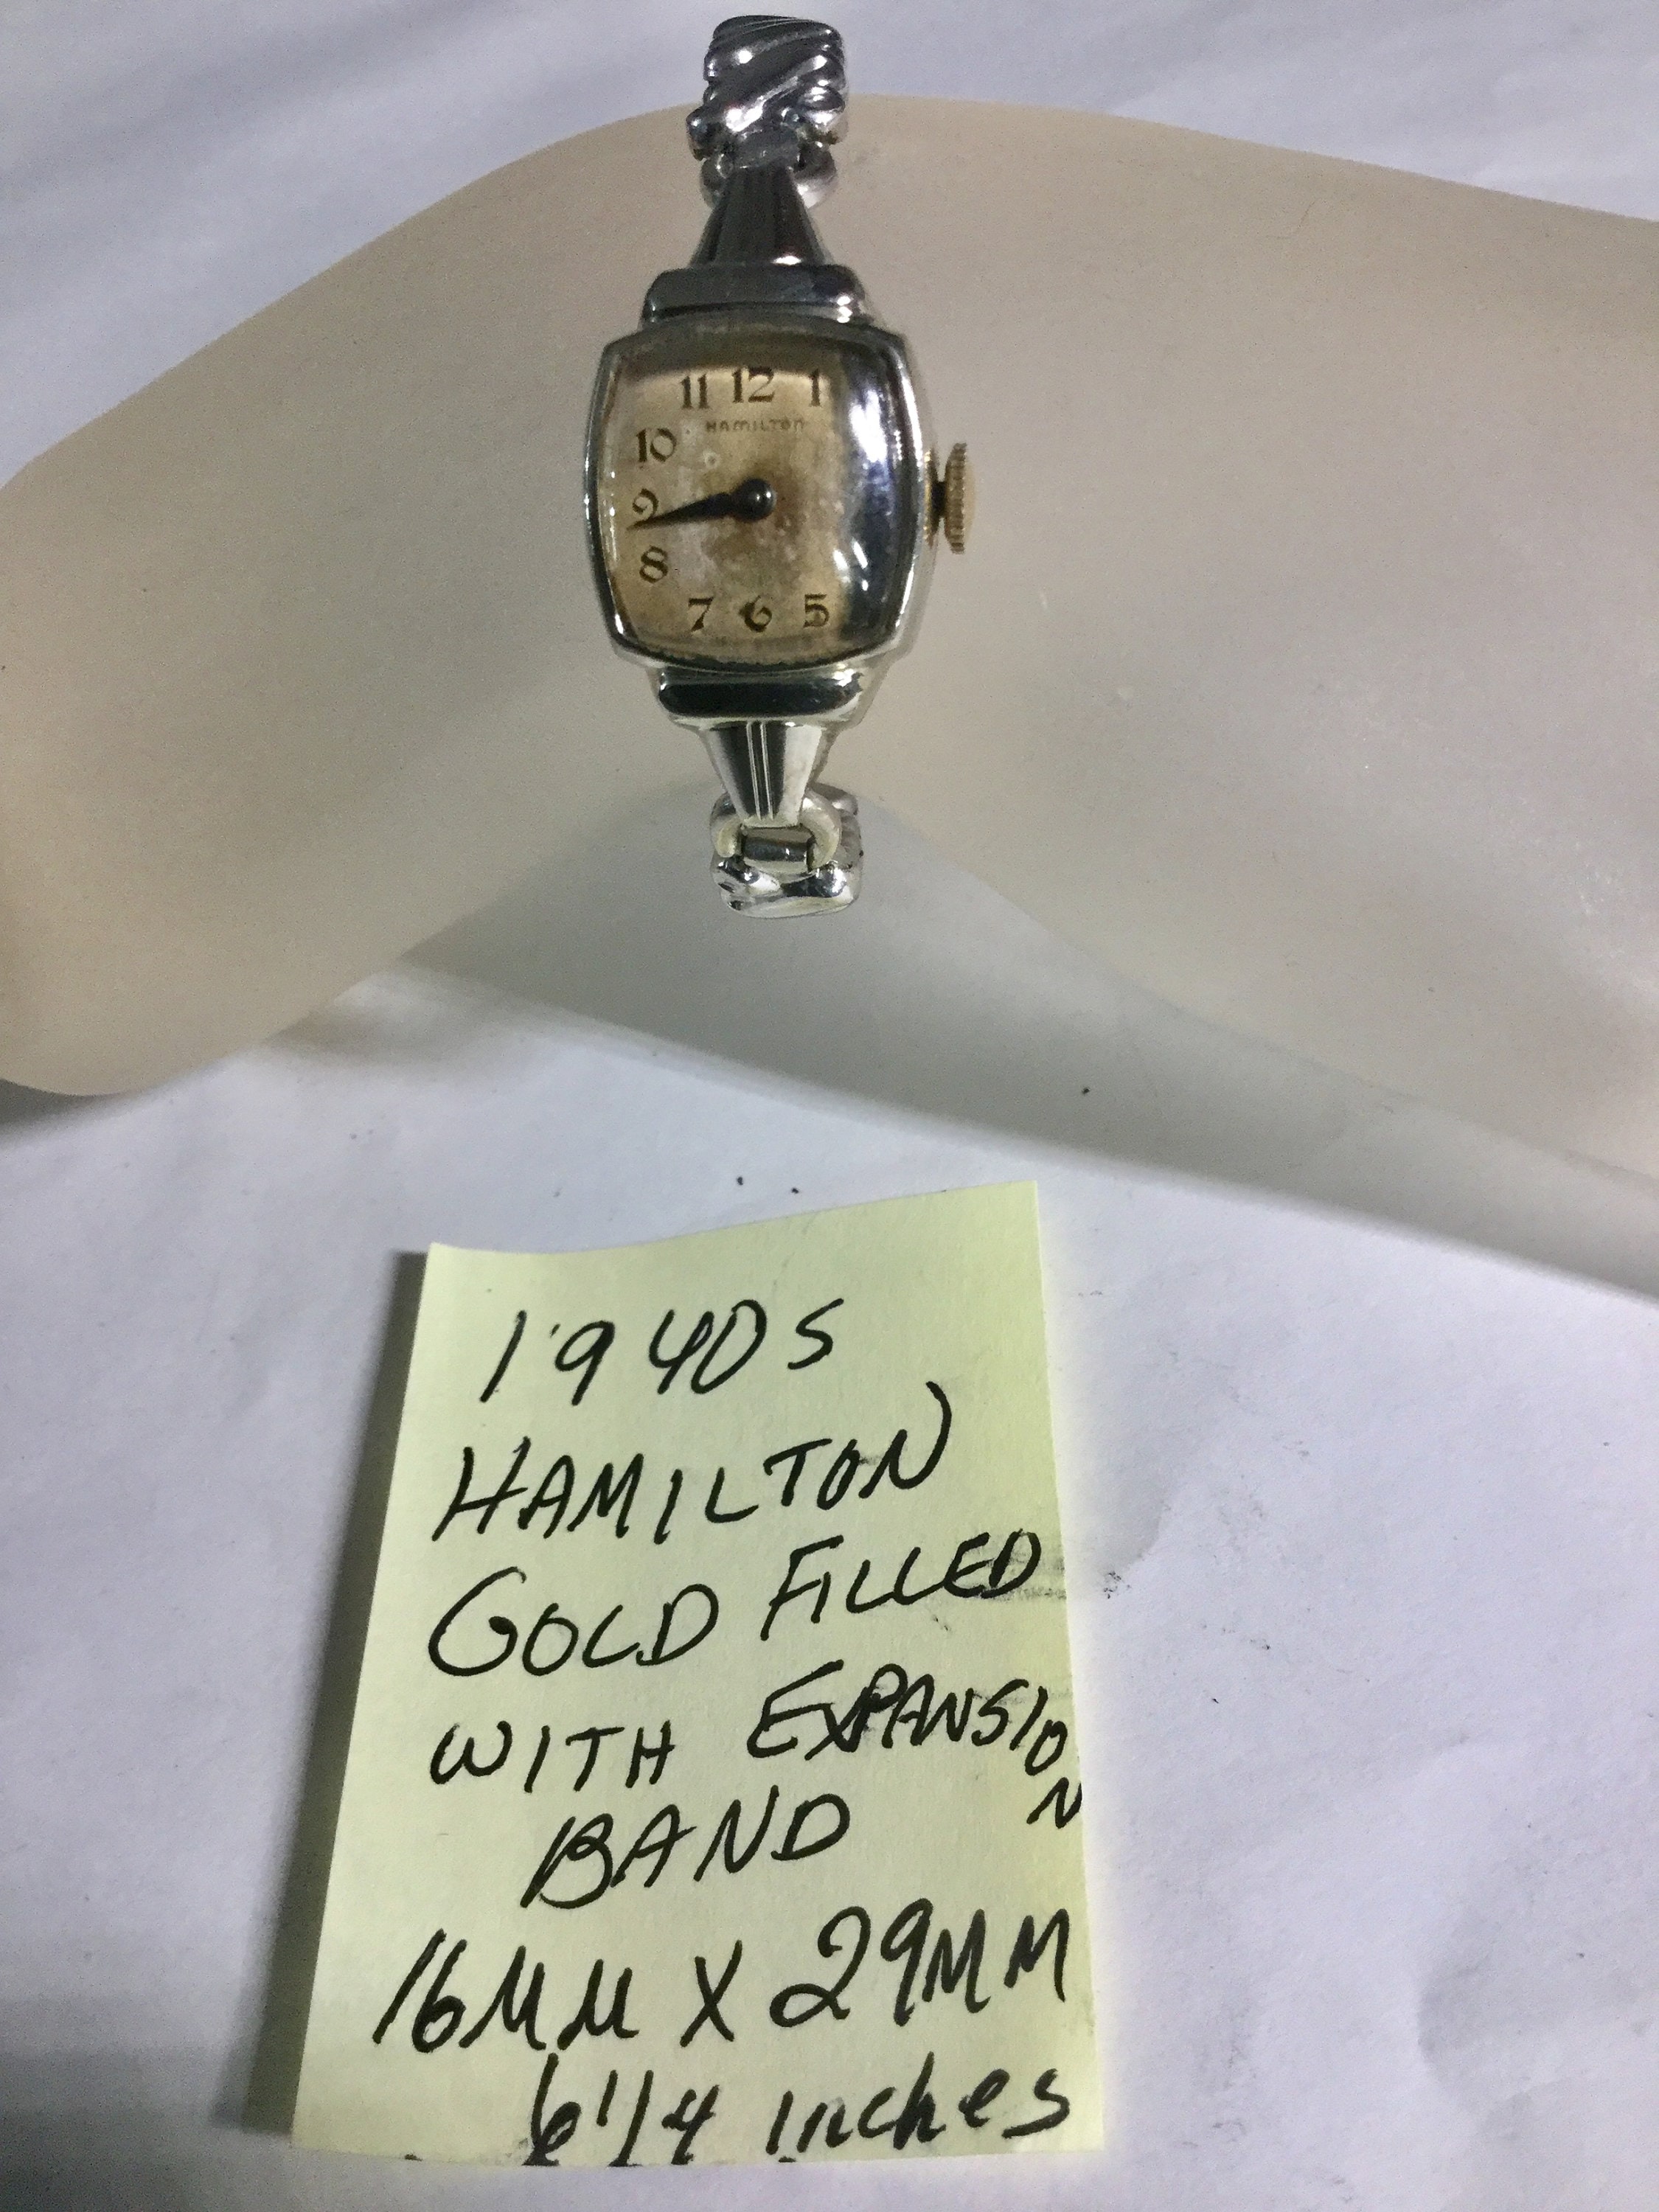 11 12 1
HAMILTON
10
9
8
7 6 5
1940s
HAMILTON
GOLD FILLED
WITH EXPANSION
BAND
16MM X 29MM
6 1/4 inches